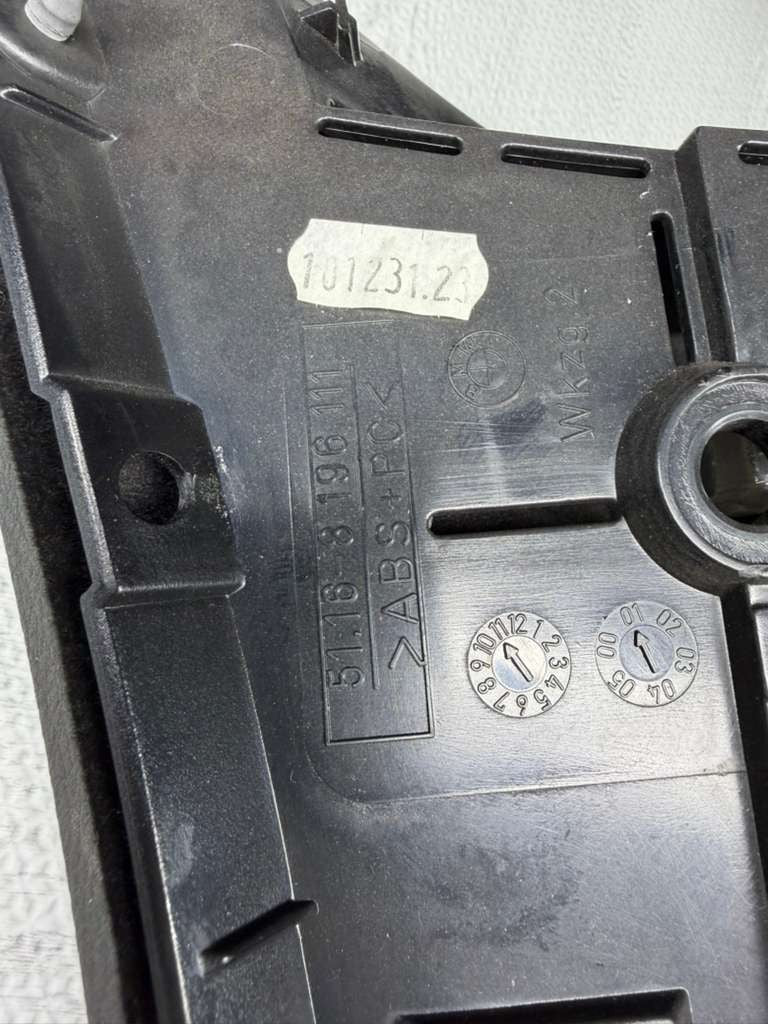 101231.23
51.16-8 196 111
>ABS+PC<
BMW
Wkzg 2
1 2 3 4 5 6 7 8 9 10 11 12
00 01 02 03 04 05